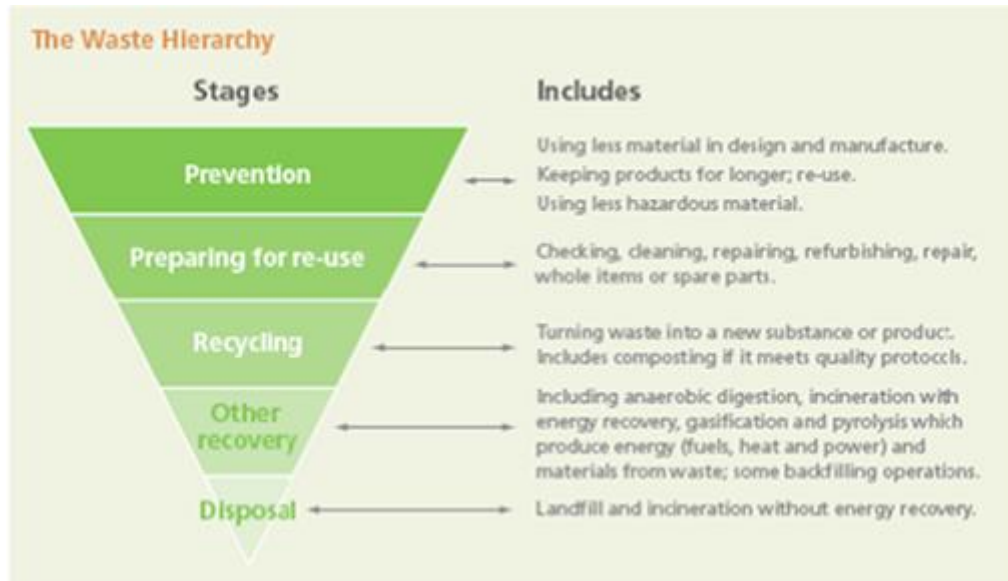 The Waste Hierarchy
Stages
Includes
Prevention
Using less material in design and manufacture.
Keeping products for longer; re-use.
Using less hazardous material.
Preparing for re-use
Checking, cleaning, repairing, refurbishing, repair,
whole items or spare parts.
Recycling
Turning waste into a new substance or product.
Includes composting if it meets quality protocols.
Other
recovery
Including anaerobic digestion, incineration with
energy recovery, gasification and pyrolysis which
produce energy (fuels, heat and power) and
materials from waste; some backfilling operations.
Disposal
Landfill and incineration without energy recovery.